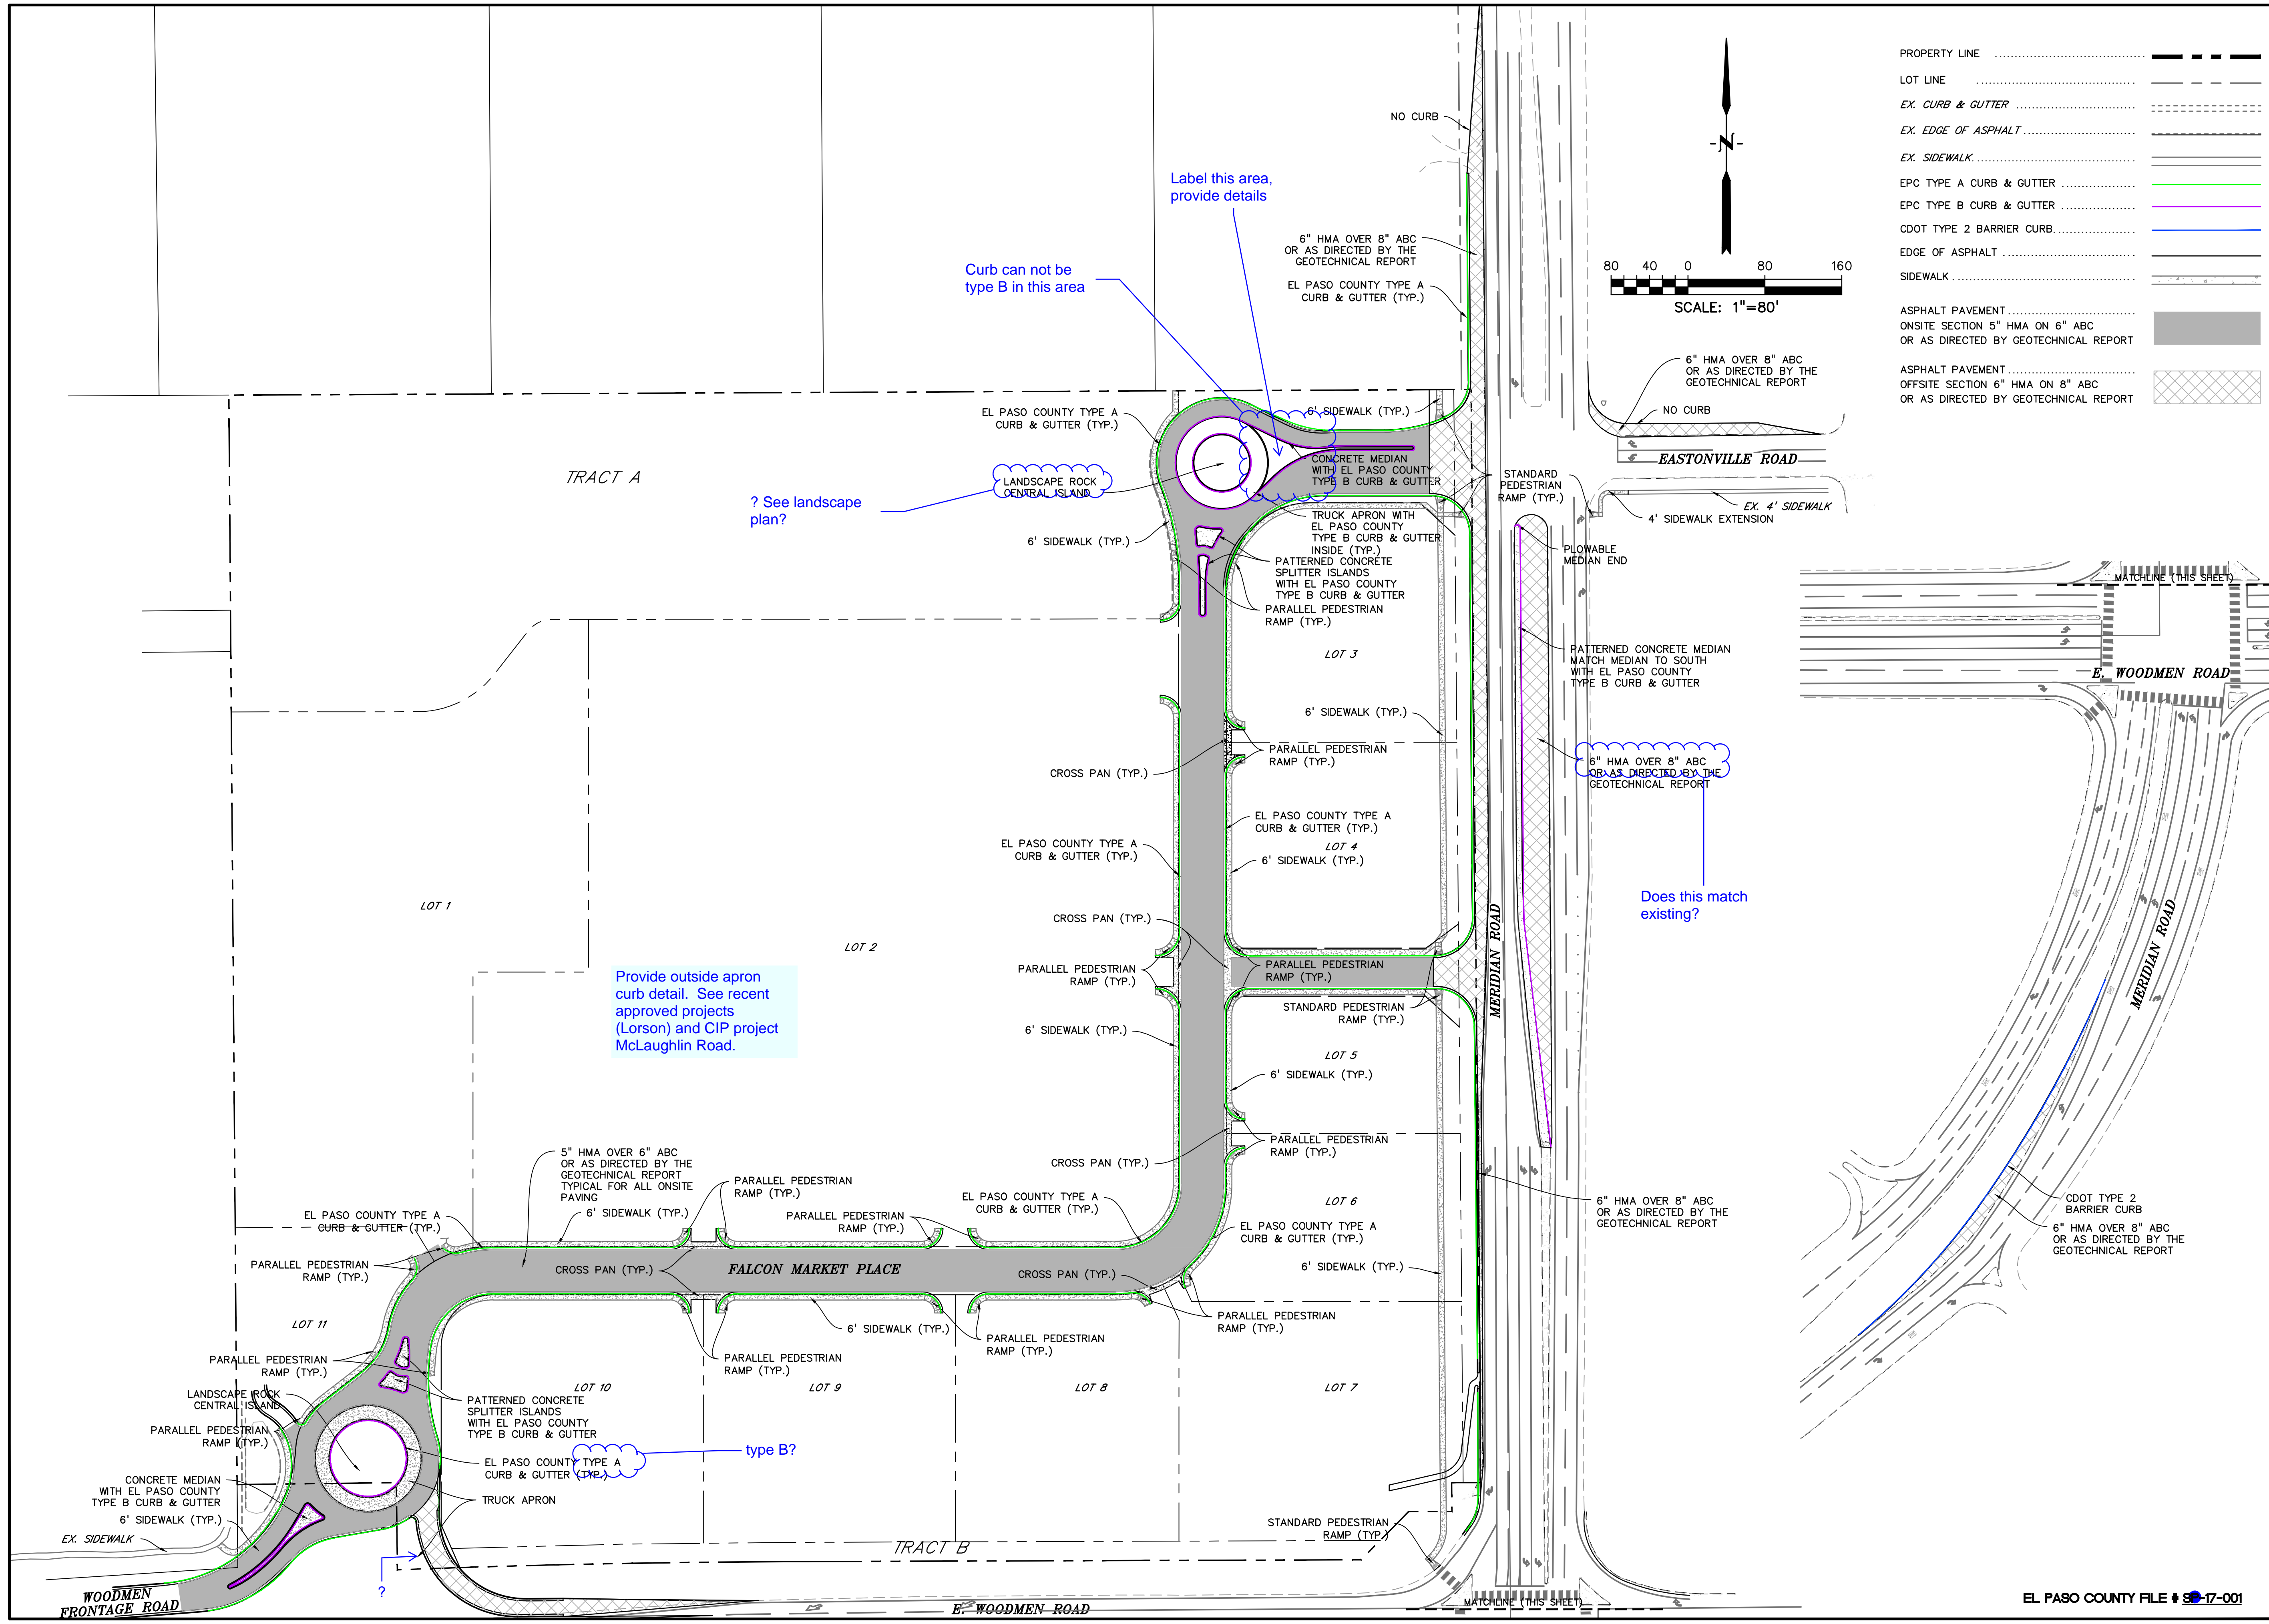 PROPERTY LINE
LOT LINE
EX. CURB & GUTTER
EX. EDGE OF ASPHALT
EX. SIDEWALK
EPC TYPE A CURB & GUTTER
EPC TYPE B CURB & GUTTER
CDOT TYPE 2 BARRIER CURB
EDGE OF ASPHALT
SIDEWALK
ASPHALT PAVEMENT
ONSITE SECTION 5" HMA ON 6" ABC
OR AS DIRECTED BY GEOTECHNICAL REPORT
ASPHALT PAVEMENT
OFFSITE SECTION 6" HMA ON 8" ABC
OR AS DIRECTED BY GEOTECHNICAL REPORT
-N-
80 40 0 80 160
SCALE: 1"=80'
NO CURB
Label this area,
provide details
6" HMA OVER 8" ABC
OR AS DIRECTED BY THE
GEOTECHNICAL REPORT
Curb can not be
type B in this area
EL PASO COUNTY TYPE A
CURB & GUTTER (TYP.)
6" HMA OVER 8" ABC
OR AS DIRECTED BY THE
GEOTECHNICAL REPORT
NO CURB
EASTONVILLE ROAD
EL PASO COUNTY TYPE A
CURB & GUTTER (TYP.)
6' SIDEWALK (TYP.)
TRACT A
LANDSCAPE ROCK
CENTRAL ISLAND
? See landscape
plan?
CONCRETE MEDIAN
WITH EL PASO COUNTY
TYPE B CURB & GUTTER
STANDARD
PEDESTRIAN
RAMP (TYP.)
EX. 4' SIDEWALK
4' SIDEWALK EXTENSION
6' SIDEWALK (TYP.)
TRUCK APRON WITH
EL PASO COUNTY
TYPE B CURB & GUTTER
INSIDE (TYP.)
PATTERNED CONCRETE
SPLITTER ISLANDS
WITH EL PASO COUNTY
TYPE B CURB & GUTTER
PARALLEL PEDESTRIAN
RAMP (TYP.)
PLOWABLE
MEDIAN END
MATCHLINE (THIS SHEET)
LOT 3
PATTERNED CONCRETE MEDIAN
MATCH MEDIAN TO SOUTH
WITH EL PASO COUNTY
TYPE B CURB & GUTTER
E. WOODMEN ROAD
6' SIDEWALK (TYP.)
PARALLEL PEDESTRIAN
RAMP (TYP.)
CROSS PAN (TYP.)
6" HMA OVER 8" ABC
OR AS DIRECTED BY THE
GEOTECHNICAL REPORT
EL PASO COUNTY TYPE A
CURB & GUTTER (TYP.)
EL PASO COUNTY TYPE A
CURB & GUTTER (TYP.)
LOT 4
6' SIDEWALK (TYP.)
Does this match
existing?
LOT 1
LOT 2
CROSS PAN (TYP.)
MERIDIAN ROAD
MERIDIAN ROAD
Provide outside apron
curb detail. See recent
approved projects
(Lorson) and CIP project
McLaughlin Road.
PARALLEL PEDESTRIAN
RAMP (TYP.)
PARALLEL PEDESTRIAN
RAMP (TYP.)
STANDARD PEDESTRIAN
RAMP (TYP.)
6' SIDEWALK (TYP.)
LOT 5
6' SIDEWALK (TYP.)
PARALLEL PEDESTRIAN
RAMP (TYP.)
CROSS PAN (TYP.)
5" HMA OVER 6" ABC
OR AS DIRECTED BY THE
GEOTECHNICAL REPORT
TYPICAL FOR ALL ONSITE
PAVING
PARALLEL PEDESTRIAN
RAMP (TYP.)
EL PASO COUNTY TYPE A
CURB & GUTTER (TYP.)
LOT 6
6" HMA OVER 8" ABC
OR AS DIRECTED BY THE
GEOTECHNICAL REPORT
CDOT TYPE 2
BARRIER CURB
6" HMA OVER 8" ABC
OR AS DIRECTED BY THE
GEOTECHNICAL REPORT
EL PASO COUNTY TYPE A
CURB & GUTTER (TYP.)
6' SIDEWALK (TYP.)
PARALLEL PEDESTRIAN
RAMP (TYP.)
EL PASO COUNTY TYPE A
CURB & GUTTER (TYP.)
PARALLEL PEDESTRIAN
RAMP (TYP.)
CROSS PAN (TYP.)
FALCON MARKET PLACE
CROSS PAN (TYP.)
6' SIDEWALK (TYP.)
PARALLEL PEDESTRIAN
RAMP (TYP.)
LOT 11
6' SIDEWALK (TYP.)
PARALLEL PEDESTRIAN
RAMP (TYP.)
PARALLEL PEDESTRIAN
RAMP (TYP.)
PARALLEL PEDESTRIAN
RAMP (TYP.)
LANDSCAPE ROCK
CENTRAL ISLAND
LOT 10
LOT 9
LOT 8
LOT 7
PATTERNED CONCRETE
SPLITTER ISLANDS
WITH EL PASO COUNTY
TYPE B CURB & GUTTER
PARALLEL PEDESTRIAN
RAMP (TYP.)
type B?
EL PASO COUNTY TYPE A
CURB & GUTTER (TYP.)
CONCRETE MEDIAN
WITH EL PASO COUNTY
TYPE B CURB & GUTTER
TRUCK APRON
6' SIDEWALK (TYP.)
EX. SIDEWALK
STANDARD PEDESTRIAN
RAMP (TYP.)
TRACT B
?
WOODMEN
FRONTAGE ROAD
E. WOODMEN ROAD
MATCHLINE (THIS SHEET)
EL PASO COUNTY FILE # SP-17-001